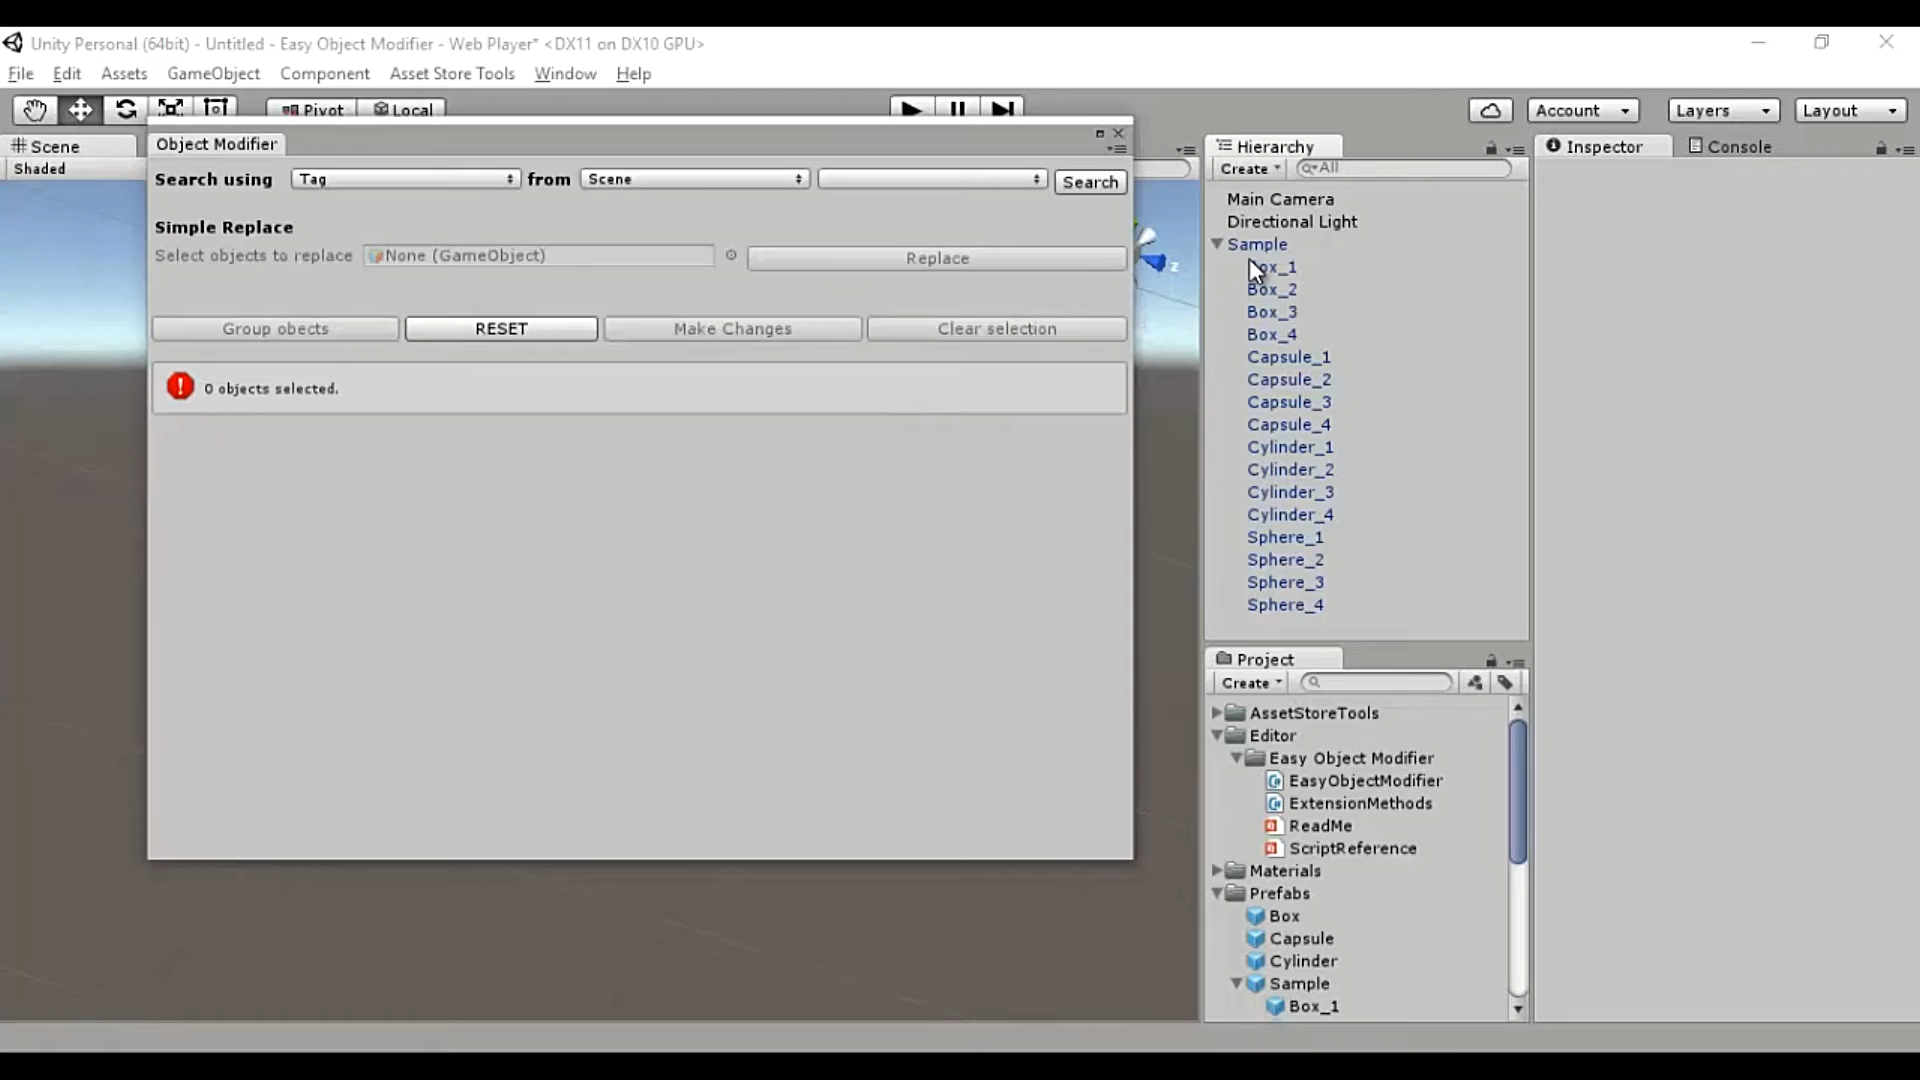 Unity Personal (64bit) - Untitled - Easy Object Modifier - Web Player* <DX11 on DX10 GPU>
File Edit Assets GameObject Component Asset Store Tools Window Help
Pivot Local Account Layers Layout
Scene
Shaded
Object Modifier
Search using Tag from Scene Search
Simple Replace
Select objects to replace None (GameObject) Replace
Group obects RESET Make Changes Clear selection
0 objects selected.
z
Hierarchy
Create All
Main Camera
Directional Light
Sample
ox_1
Box_2
Box_3
Box_4
Capsule_1
Capsule_2
Capsule_3
Capsule_4
Cylinder_1
Cylinder_2
Cylinder_3
Cylinder_4
Sphere_1
Sphere_2
Sphere_3
Sphere_4
Project
Create
AssetStoreTools
Editor
Easy Object Modifier
EasyObjectModifier
ExtensionMethods
ReadMe
ScriptReference
Materials
Prefabs
Box
Capsule
Cylinder
Sample
Box_1
Inspector Console